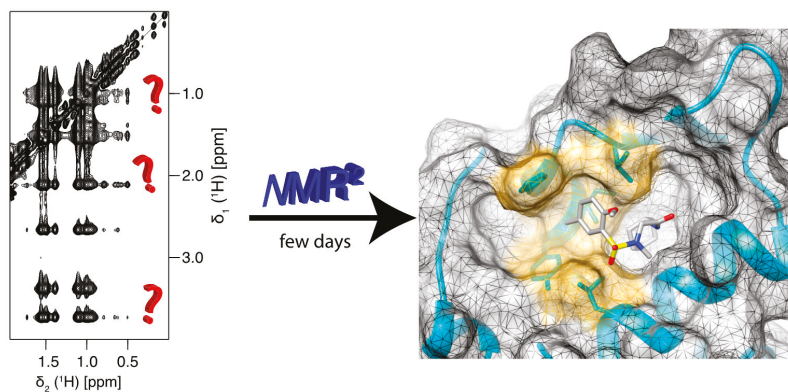 ? 
? 
? 
1.0
2.0
3.0
δ₁ (¹H) [ppm]
1.5 1.0 0.5
δ₂ (¹H) [ppm]
NMR²
few days